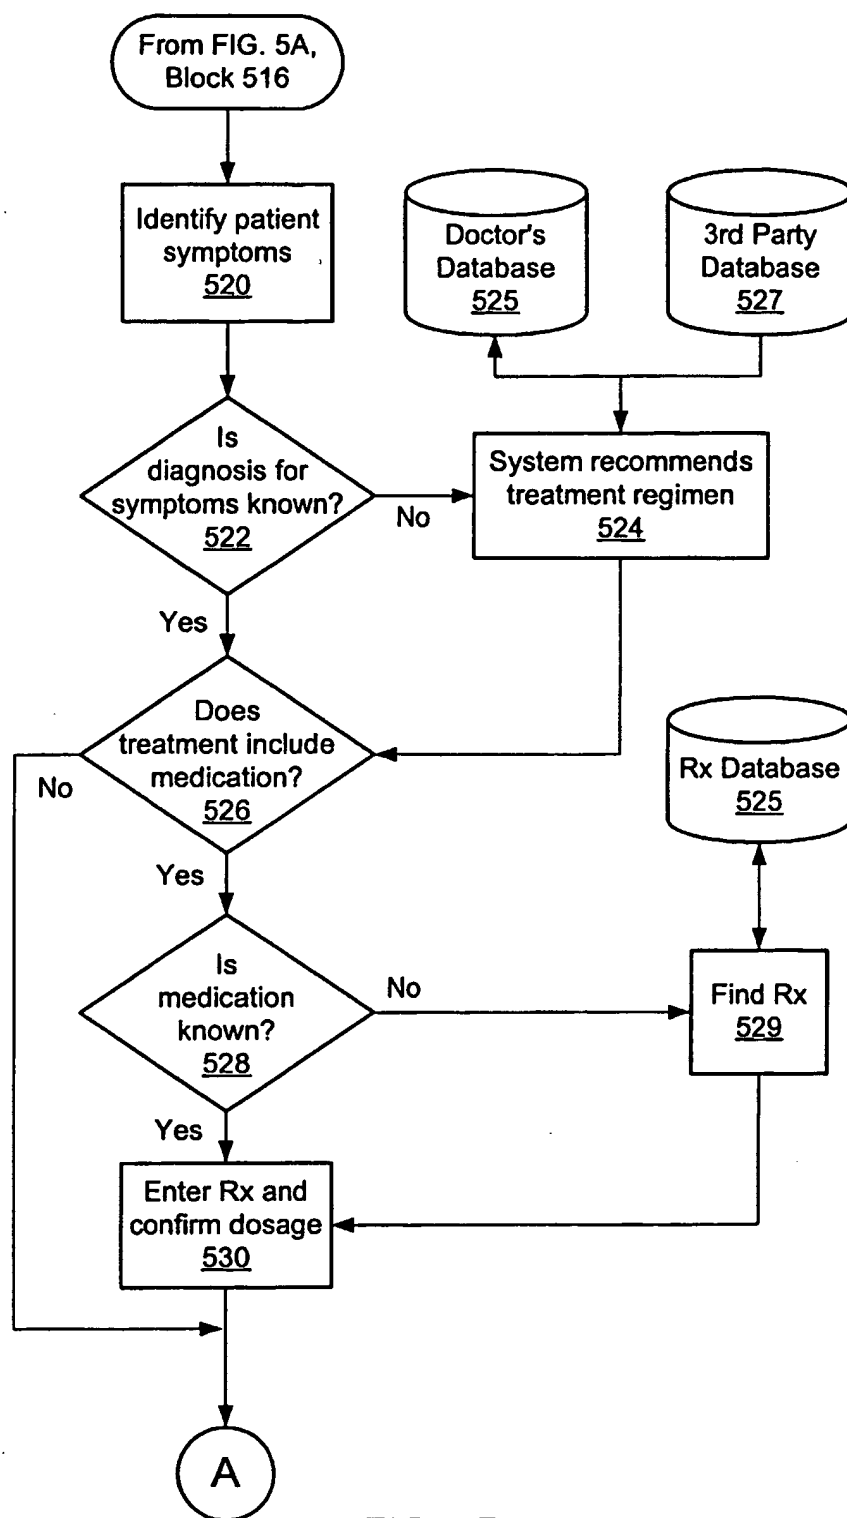 From FIG. 5A,
Block 516
Identify patient
symptoms
520
Doctor's
Database
525
3rd Party
Database
527
Is
diagnosis for
symptoms known?
522
No
System recommends
treatment regimen
524
Yes
Does
treatment include
medication?
526
No
Rx Database
525
Yes
Is
medication
known?
528
No
Find Rx
529
Yes
Enter Rx and
confirm dosage
530
A